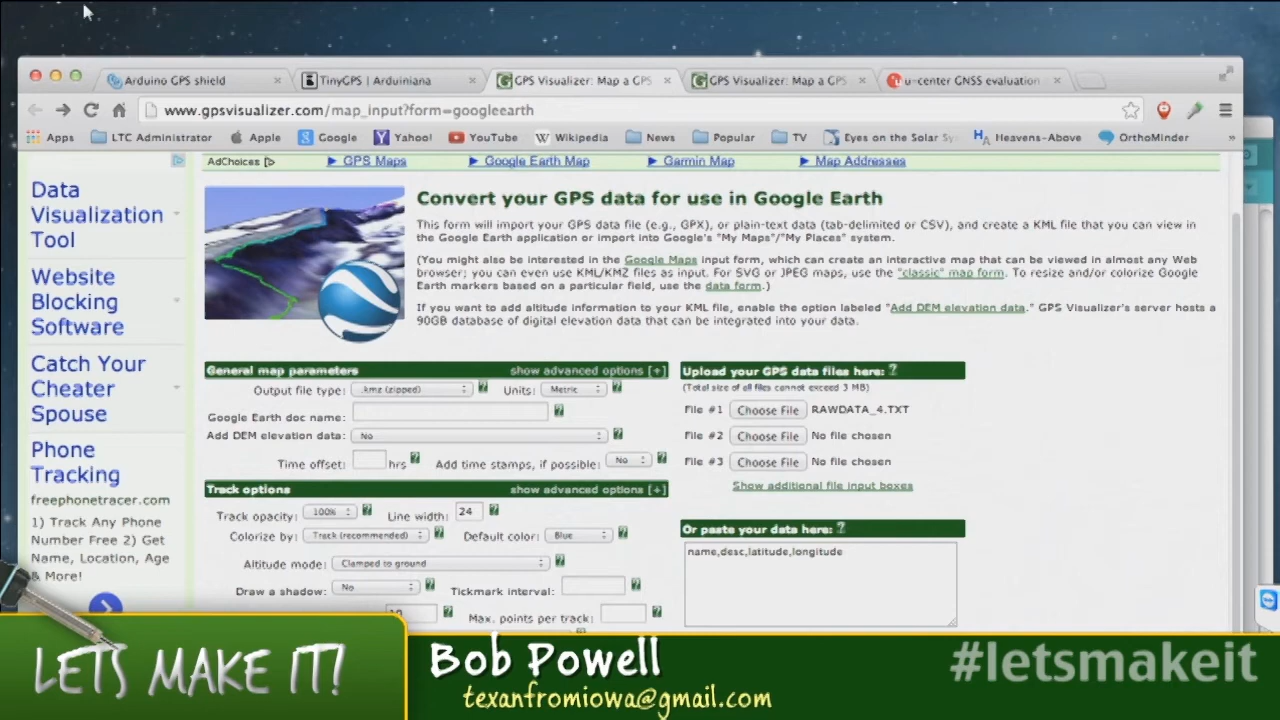 Arduino GPS shield
TinyGPS | Arduiniana
GPS Visualizer: Map a GPS
GPS Visualizer: Map a GPS
u-center GNSS evaluation
www.gpsvisualizer.com/map_input?form=googleearth
Apps LTC Administrator Apple Google Yahoo! YouTube Wikipedia News Popular TV Eyes on the Solar Sy Heavens-Above OrthoMinder »
AdChoices GPS Maps Google Earth Map Garmin Map Map Addresses
Data
Visualization
Tool
Website
Blocking
Software
Catch Your
Cheater
Spouse
Phone
Tracking
freephonetracer.com
1) Track Any Phone
Number Free 2) Get
Name, Location, Age
& More!
Convert your GPS data for use in Google Earth
This form will import your GPS data file (e.g., GPX), or plain-text data (tab-delimited or CSV), and create a KML file that you can view in
the Google Earth application or import into Google's "My Maps"/"My Places" system.
(You might also be interested in the Google Maps input form, which can create an interactive map that can be viewed in almost any Web
browser; you can even use KML/KMZ files as input. For SVG or JPEG maps, use the "classic" map form. To resize and/or colorize Google
Earth markers based on a particular field, use the data form.)
If you want to add altitude information to your KML file, enable the option labeled "Add DEM elevation data." GPS Visualizer's server hosts a
90GB database of digital elevation data that can be integrated into your data.
General map parameters show advanced options [+]
Output file type: .kmz (zipped) ? Units: Metric ?
Google Earth doc name: ?
Add DEM elevation data: No ?
Time offset: hrs ? Add time stamps, if possible: No ?
Track options show advanced options [+]
Track opacity: 100% ? Line width: 24 ?
Colorize by: Track (recommended) ? Default color: Blue ?
Altitude mode: Clamped to ground ?
Draw a shadow: No ? Tickmark interval: ?
10 ? Max. points per track: ?
Upload your GPS data files here: ?
(Total size of all files cannot exceed 3 MB)
File #1 Choose File RAWDATA_4.TXT
File #2 Choose File No file chosen
File #3 Choose File No file chosen
Show additional file input boxes
Or paste your data here: ?
name,desc,latitude,longitude
LETS MAKE IT!
Bob Powell
texanfromiowa@gmail.com
#letsmakeit